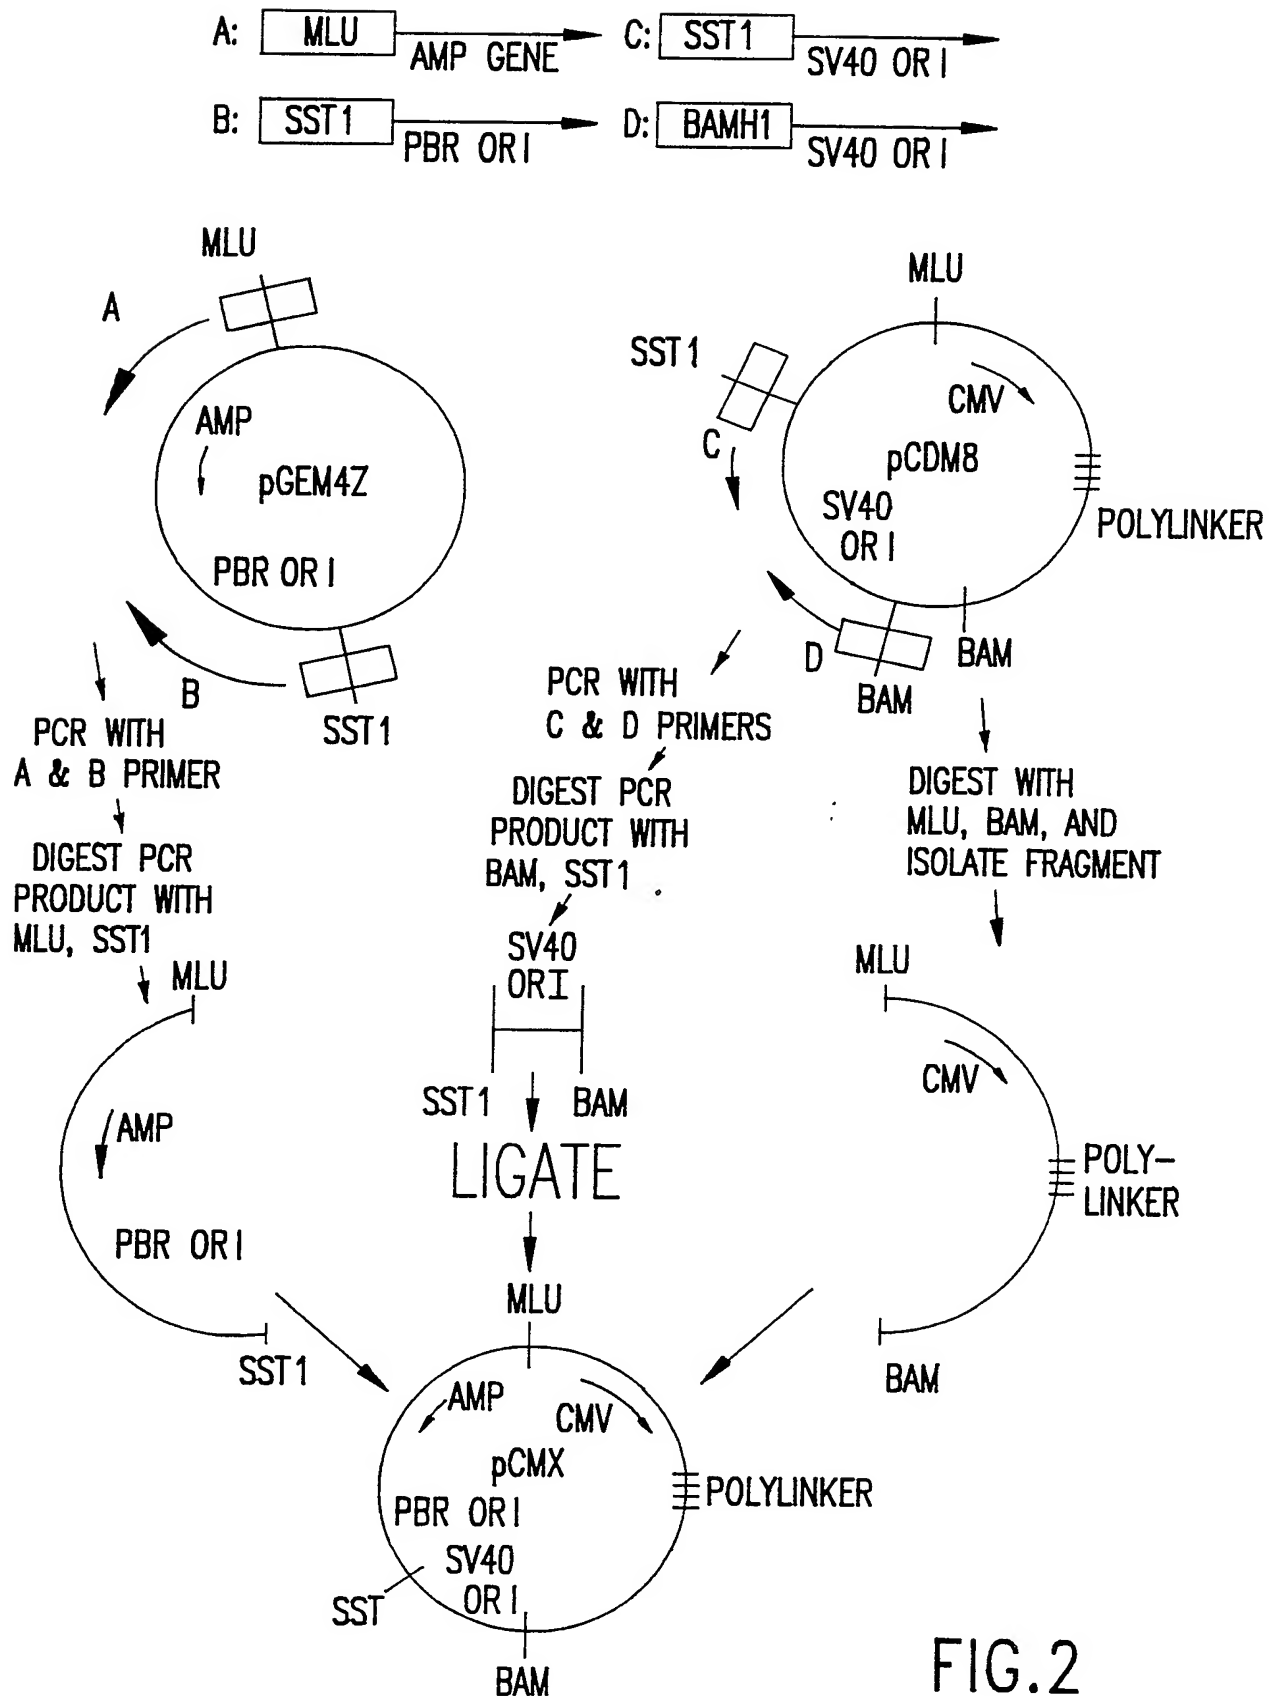 A: MLU AMP GENE
C: SST1 SV40 ORI
B: SST1 PBR ORI
D: BAMH1 SV40 ORI
MLU
A
AMP
pGEM4Z
PBR ORI
B
SST1
MLU
SST1
C
CMV
pCDM8
SV40
ORI
POLYLINKER
D
BAM
BAM
PCR WITH
A & B PRIMER
DIGEST PCR
PRODUCT WITH
MLU, SST1
PCR WITH
C & D PRIMERS
DIGEST PCR
PRODUCT WITH
BAM, SST1
DIGEST WITH
MLU, BAM, AND
ISOLATE FRAGMENT
MLU
AMP
PBR ORI
SST1
SV40
ORI
SST1
BAM
LIGATE
MLU
CMV
POLY-
LINKER
BAM
MLU
AMP
CMV
pCMX
PBR ORI
POLYLINKER
SV40
ORI
SST
BAM
FIG.2